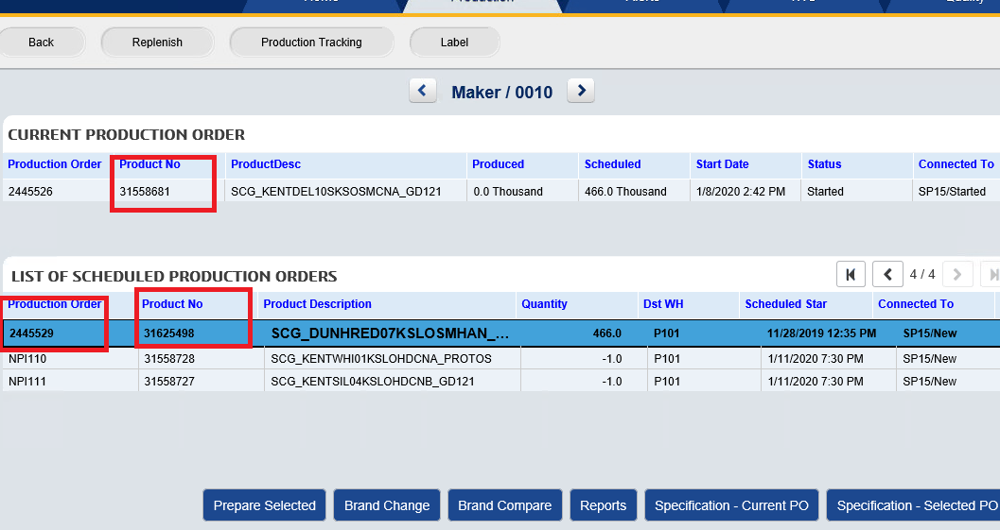 Home Production Alerts KVS Quality
Back Replenish Production Tracking Label
Maker / 0010
CURRENT PRODUCTION ORDER
Production Order Product No ProductDesc Produced Scheduled Start Date Status Connected To
2445526 31558681 SCG_KENTDEL10SKSOSMCNA_GD121 0.0 Thousand 466.0 Thousand 1/8/2020 2:42 PM Started SP15/Started
LIST OF SCHEDULED PRODUCTION ORDERS 4 / 4
Production Order Product No Product Description Quantity Dst WH Scheduled Star Connected To
2445529 31625498 SCG_DUNHRED07KSLOSMHAN_... 466.0 P101 11/28/2019 12:35 PM SP15/New
NPI110 31558728 SCG_KENTWHI01KSLOHDCNA_PROTOS -1.0 P101 1/11/2020 7:30 PM SP15/New
NPI111 31558727 SCG_KENTSIL04KSLOHDCNB_GD121 -1.0 P101 1/11/2020 7:30 PM SP15/New
Prepare Selected Brand Change Brand Compare Reports Specification - Current PO Specification - Selected PO